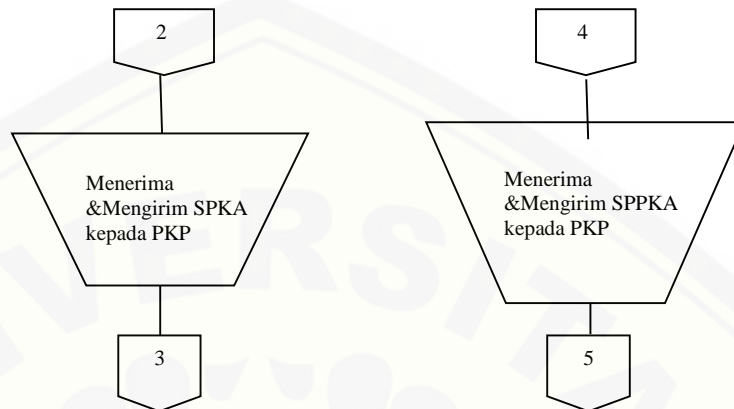 2
Menerima
&Mengirim SPKA
kepada PKP
3
4
Menerima
&Mengirim SPPKA
kepada PKP
5